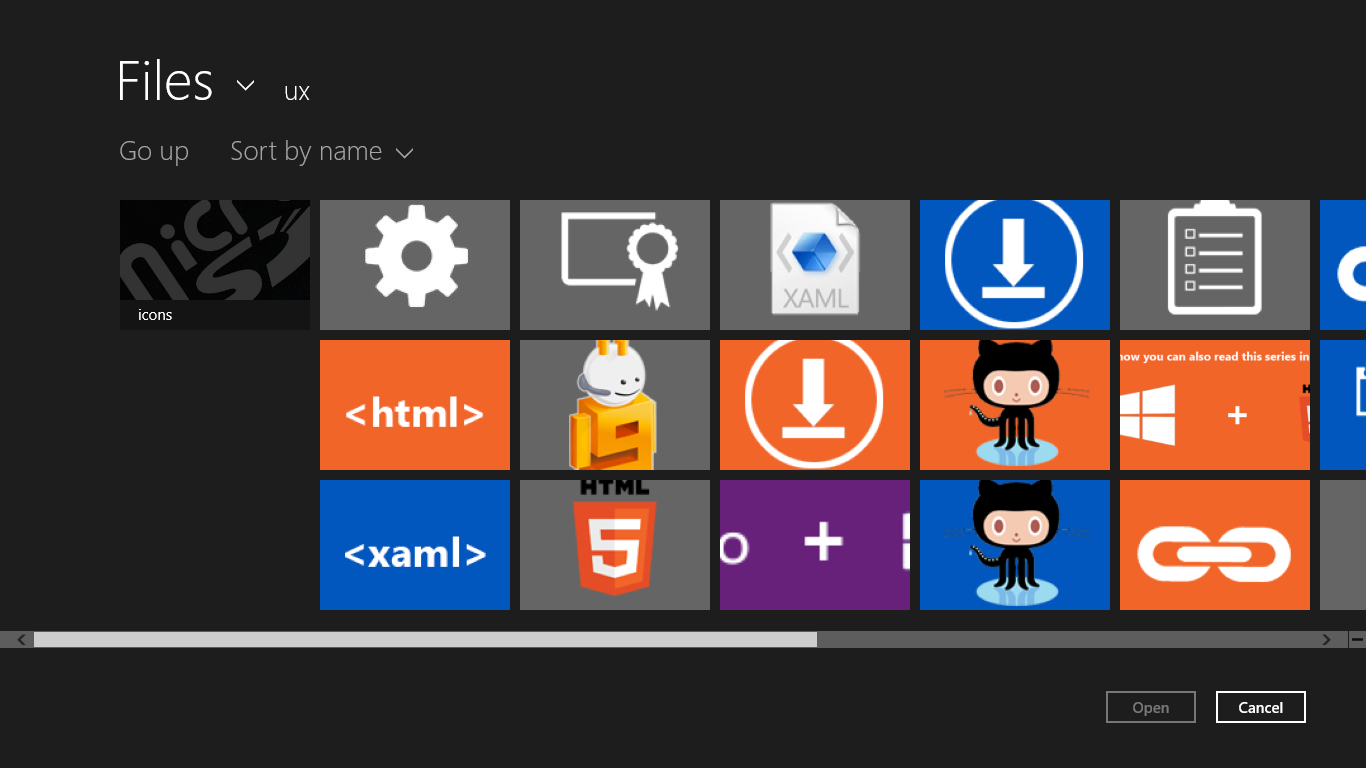 Files
ux
Go up
Sort by name
icons
XAML
<html>
now you can also read this series in
+
<xaml>
HTML
5
o +
Open
Cancel